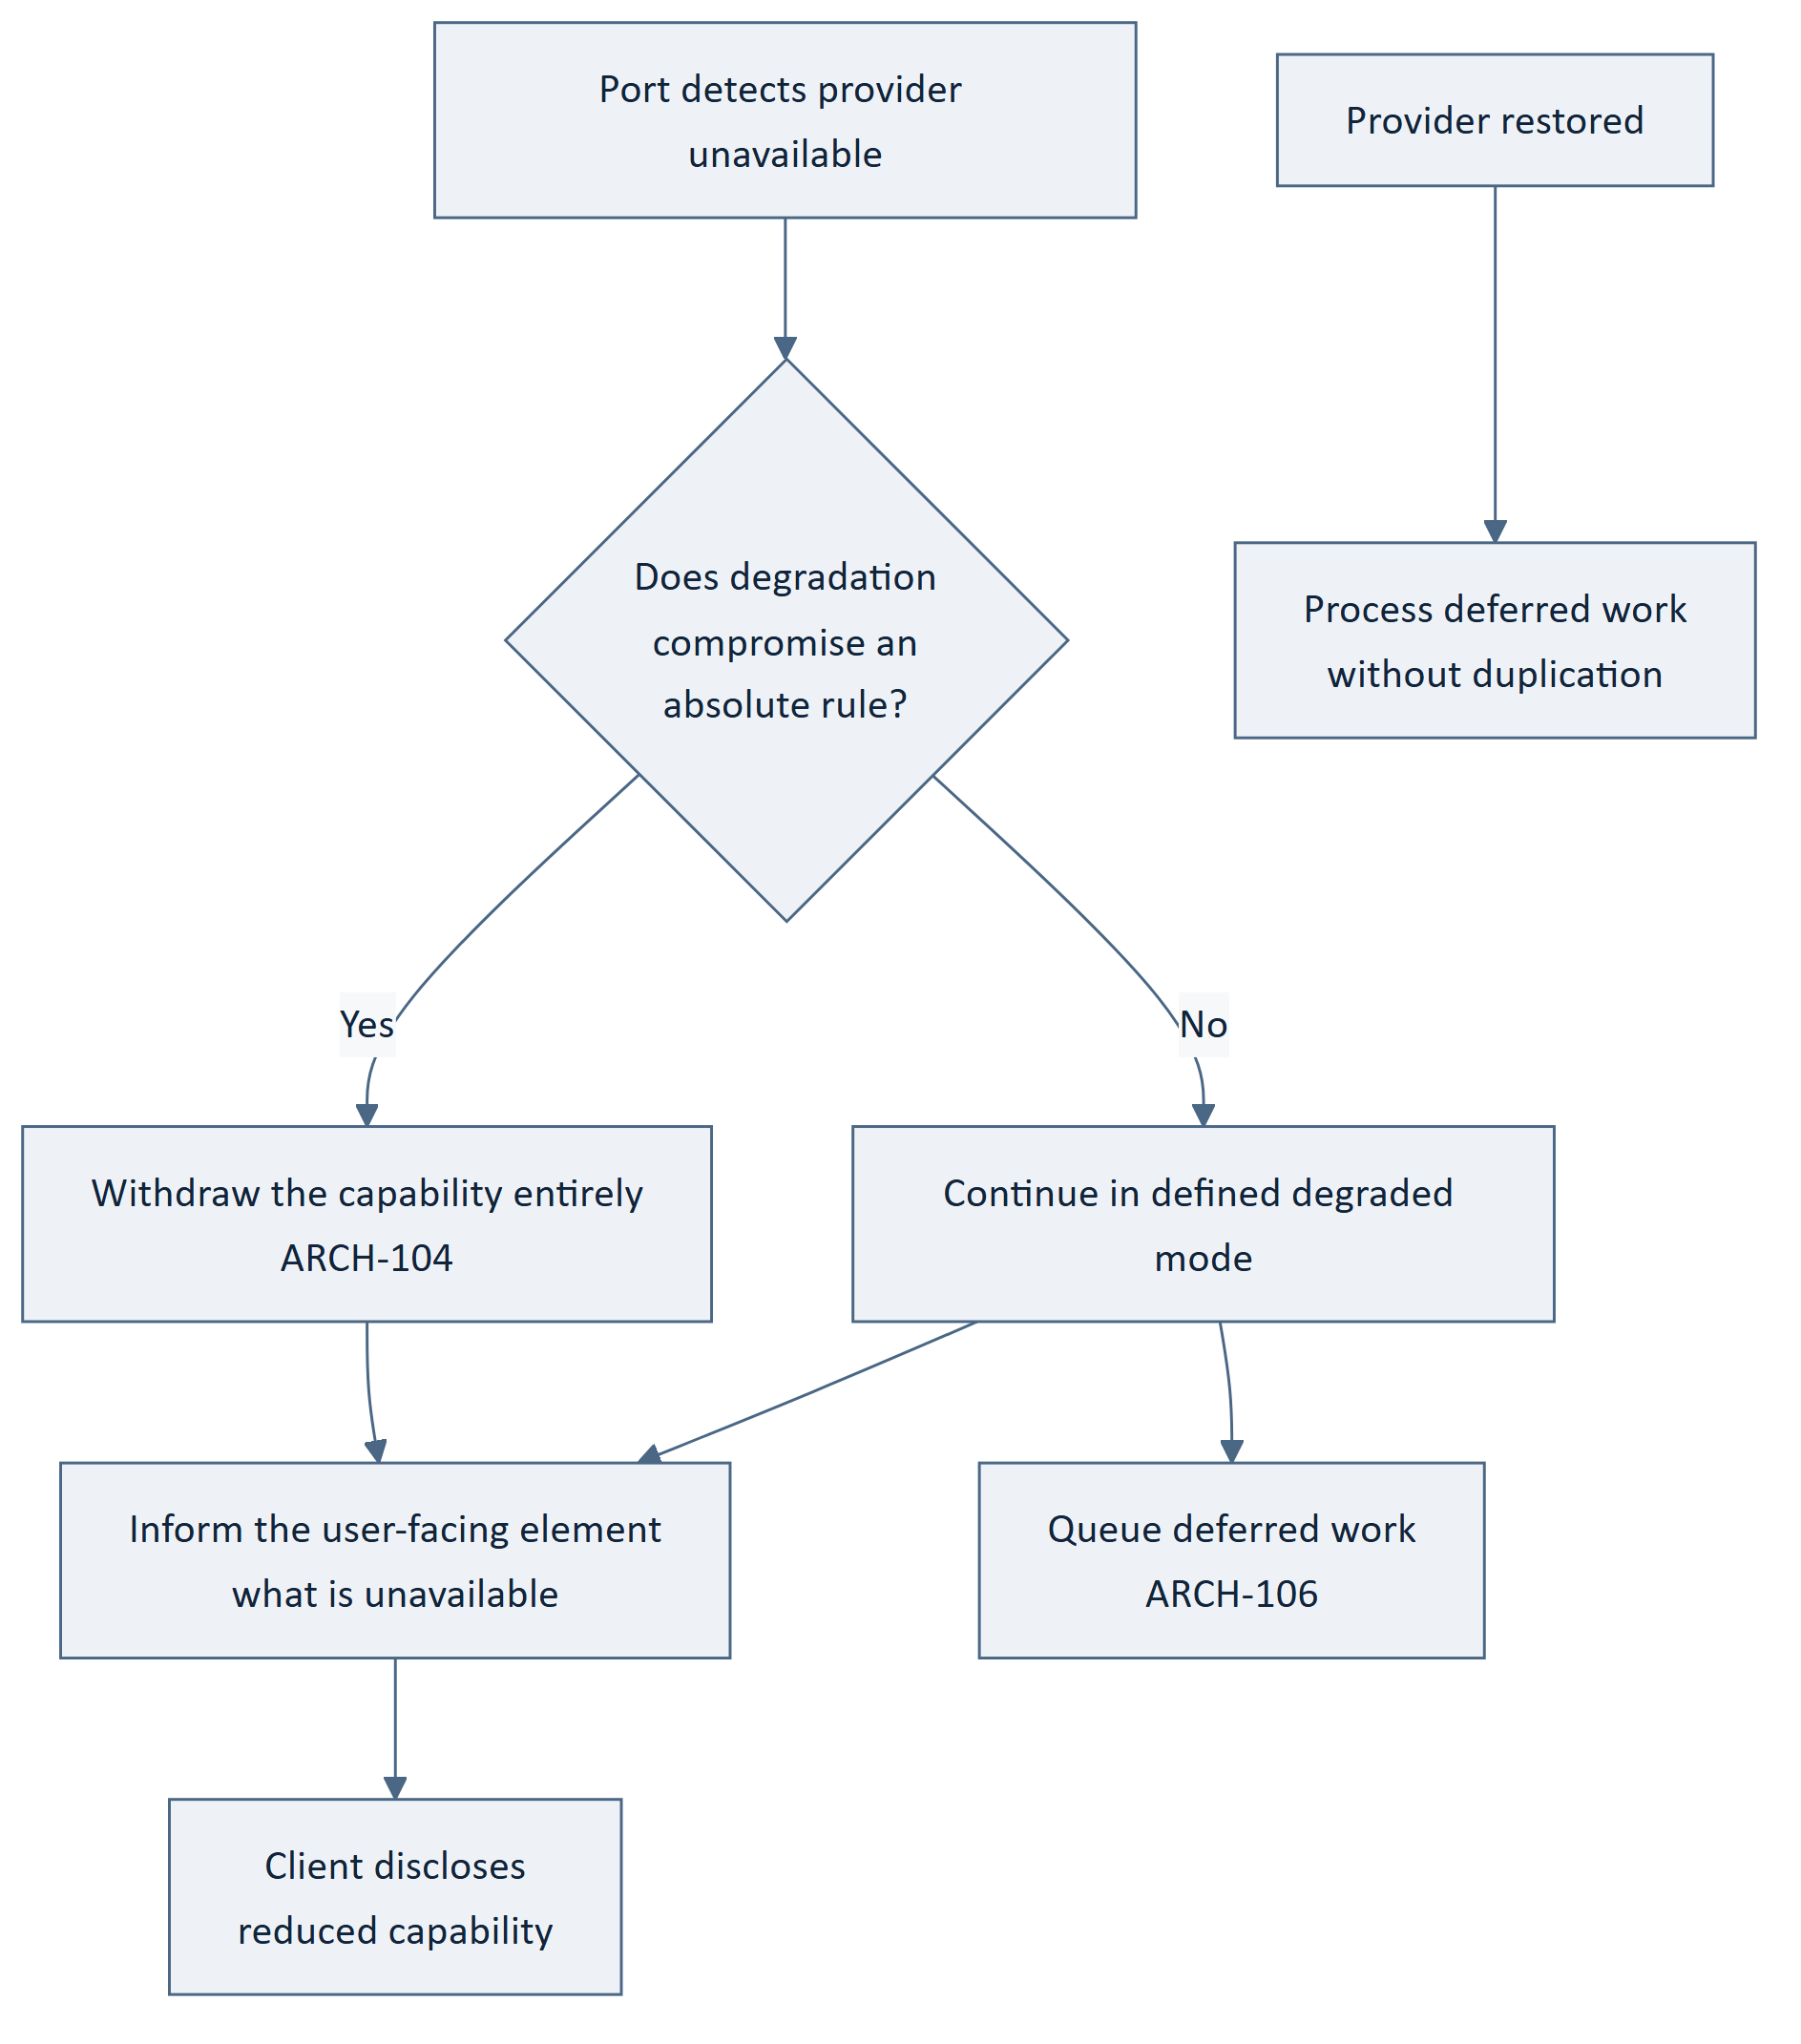 Port detects provider
unavailable
Provider restored
Does degradation
compromise an
absolute rule?
Process deferred work
without duplication
Yes
No
Withdraw the capability entirely
ARCH-104
Continue in defined degraded
mode
Inform the user-facing element
what is unavailable
Queue deferred work
ARCH-106
Client discloses
reduced capability